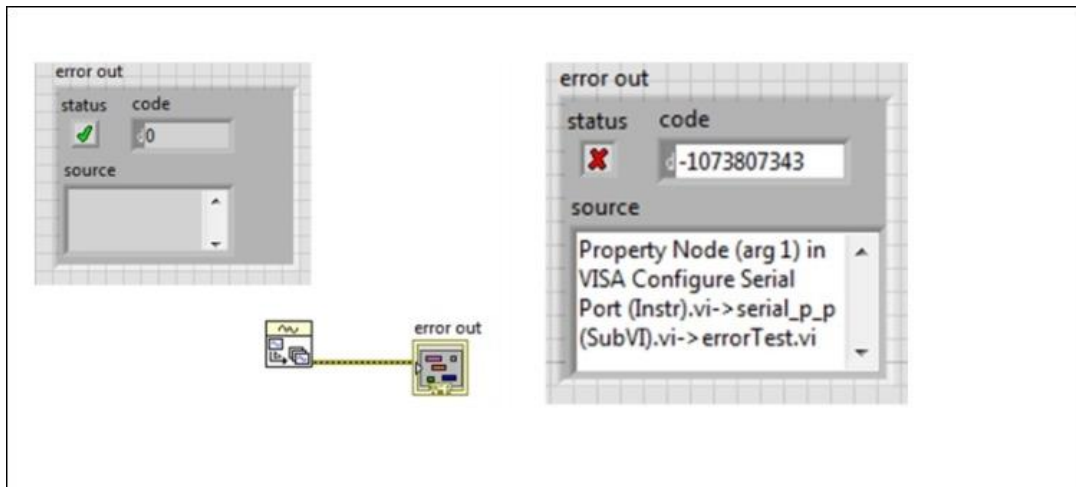 error out
status code
0
source
error out
error out
status code
-1073807343
source
Property Node (arg 1) in
VISA Configure Serial
Port (Instr).vi->serial_p_p
(SubVI).vi->errorTest.vi